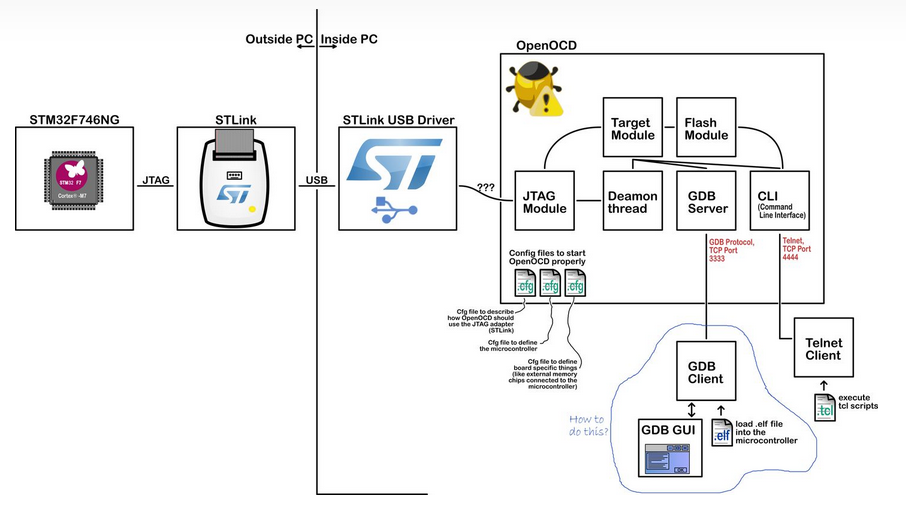 Outside PC
Inside PC
OpenOCD
STM32F746NG
STLink
STLink USB Driver
STM32 F7
Cortex®-M7
JTAG
ST
USB
ST
???
Target
Module
Flash
Module
JTAG
Module
Deamon
thread
GDB
Server
CLI
(Command
Line Interface)
GDB Protocol,
TCP Port
3333
Telnet,
TCP Port
4444
Config files to start
OpenOCD properly
.cfg
.cfg
.cfg
Cfg file to describe
how OpenOCD should
use the JTAG adapter
(STLink)
Cfg file to define
the microcontroller
Cfg file to define
board specific things
(like external memory
chips connected to the
microcontroller)
Telnet
Client
GDB
Client
execute
tcl scripts
.tcl
How to
do this?
GDB GUI
.elf
load .elf file
into the
microcontroller